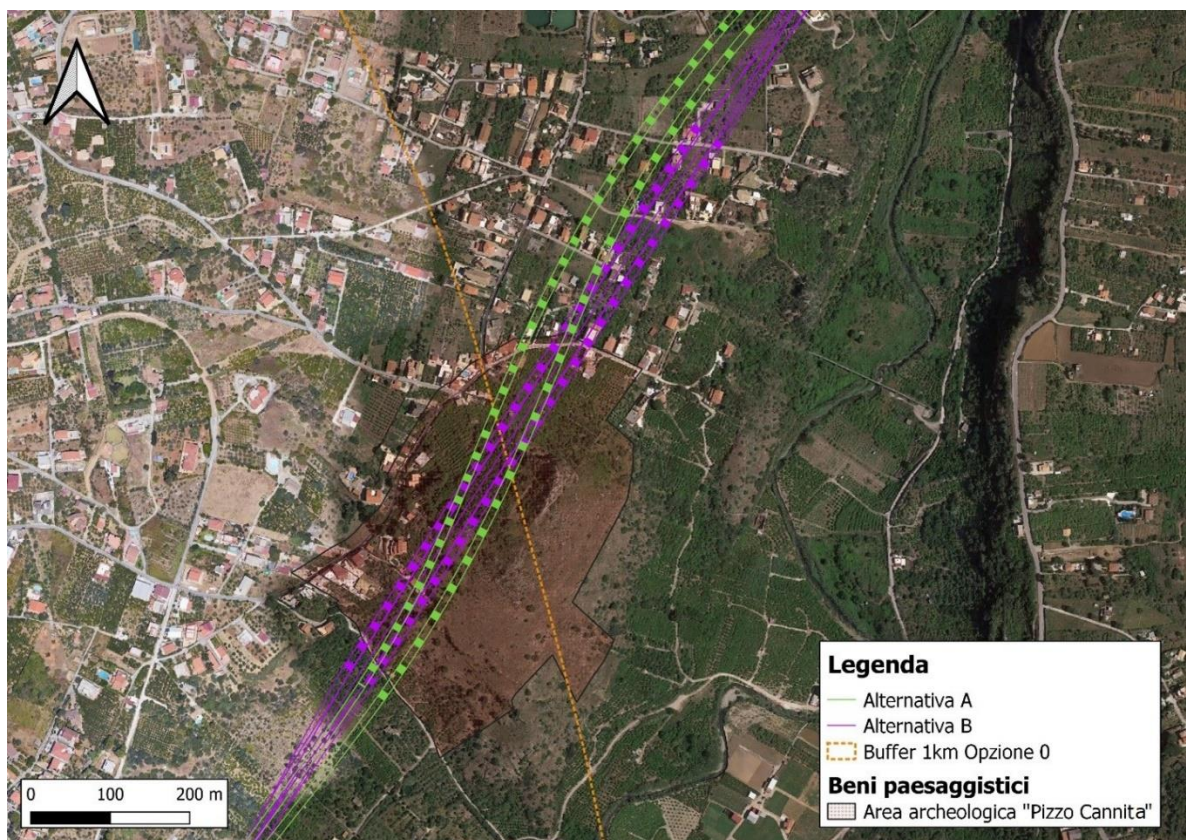 0 100 200 m
Legenda
Alternativa A
Alternativa B
Buffer 1km Opzione 0
Beni paesaggistici
Area archeologica "Pizzo Cannita"